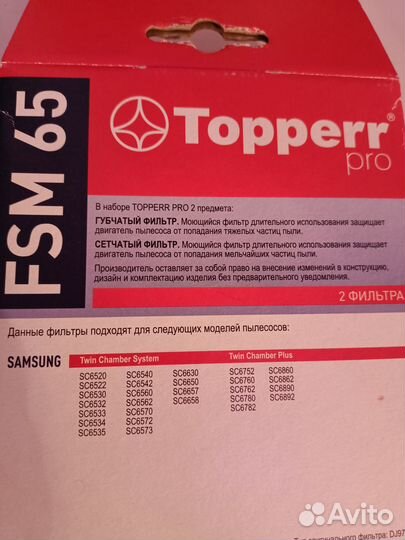 FSM 65
Topperr
pro
В наборе TOPPERR PRO 2 предмета:
ГУБЧАТЫЙ ФИЛЬТР. Моющийся фильтр длительного использования защищает
двигатель пылесоса от попадания тяжелых частиц пыли.
СЕТЧАТЫЙ ФИЛЬТР. Моющийся фильтр длительного использования защищает
двигатель пылесоса от попадания мельчайших частиц пыли.
Производитель оставляет за собой право на внесение изменений в конструкцию,
дизайн и комплектацию изделия без предварительного уведомления.
2 ФИЛЬТРА
Данные фильтры подходят для следующих моделей пылесосов:
SAMSUNG Twin Chamber System Twin Chamber Plus
SC6520 SC6540 SC6630 SC6752 SC6860
SC6522 SC6542 SC6650 SC6760 SC6862
SC6530 SC6560 SC6657 SC6762 SC6890
SC6532 SC6562 SC6658 SC6780 SC6892
SC6533 SC6570 SC6782
SC6534 SC6572
SC6535 SC6573
оригинального фильтра: DJ97
Avito